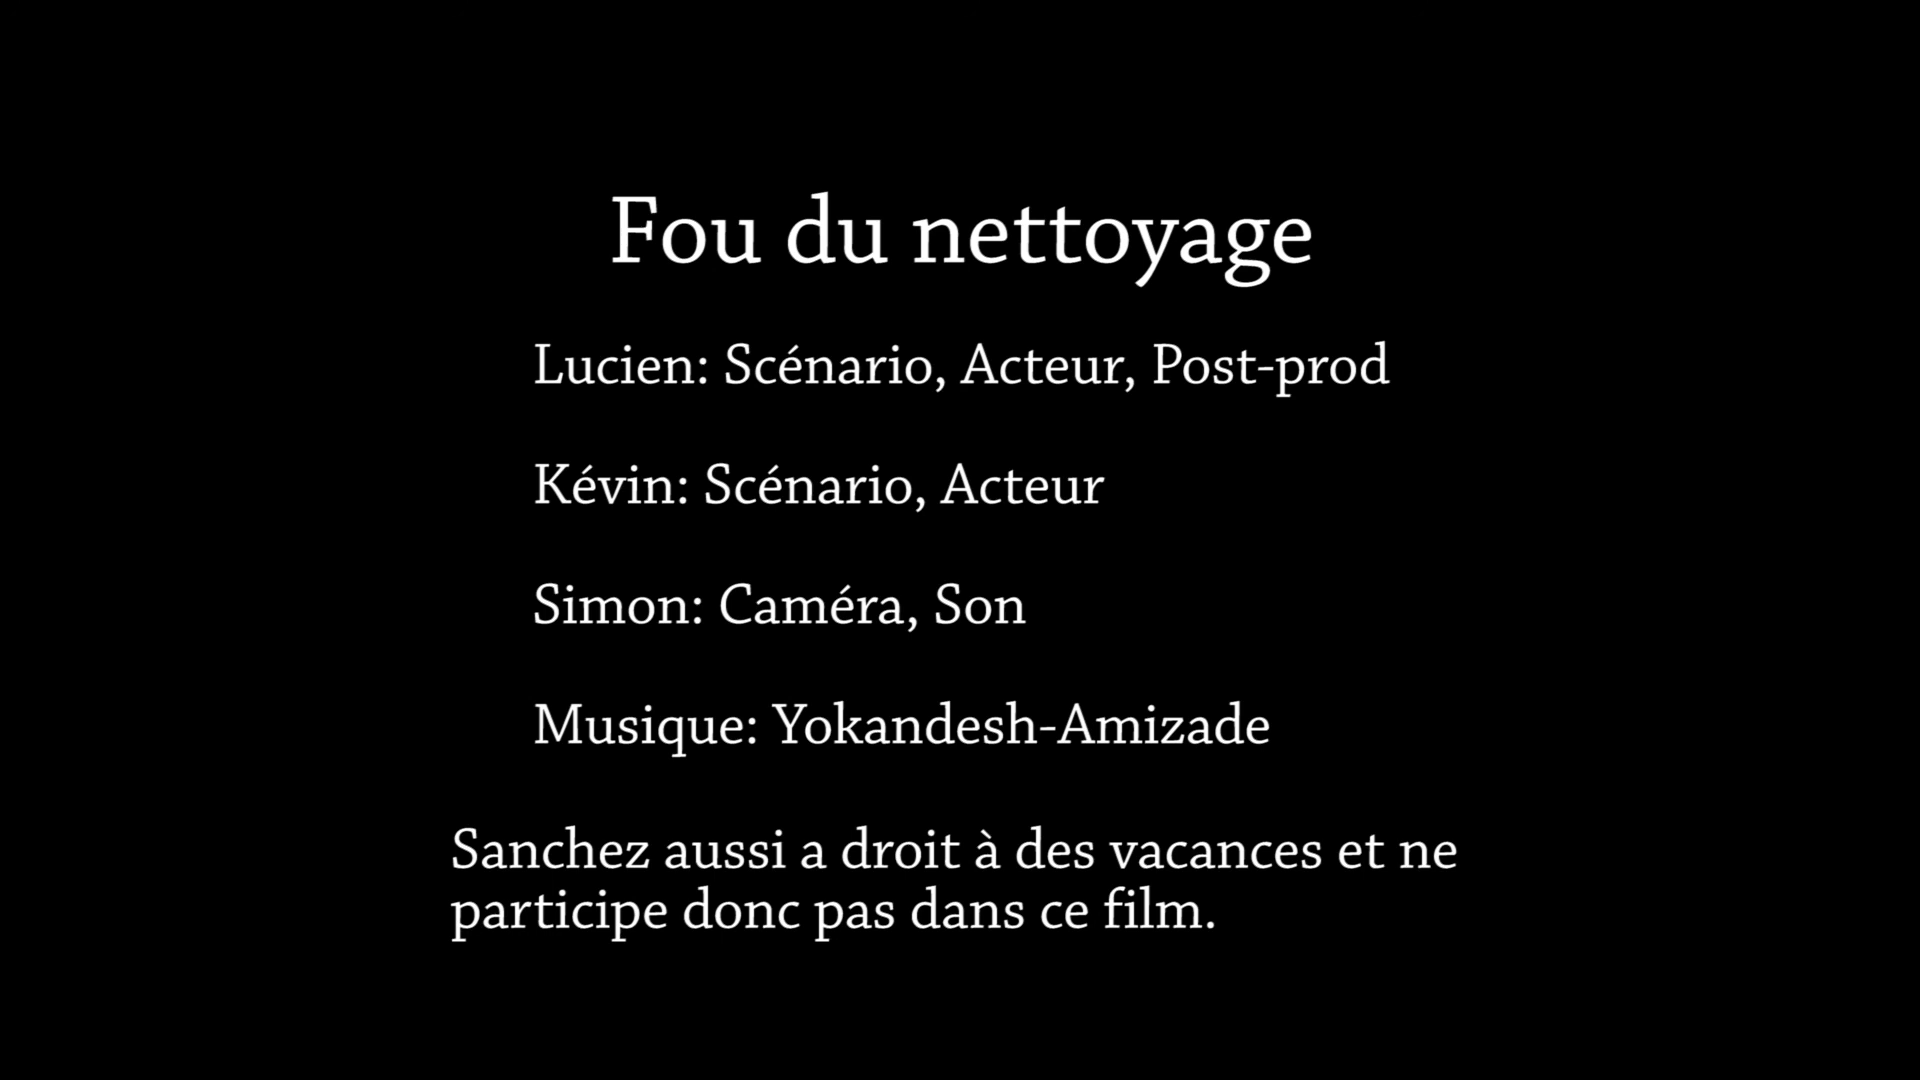 Fou du nettoyage
Lucien: Scénario, Acteur, Post-prod
Kévin: Scénario, Acteur
Simon: Caméra, Son
Musique: Yokandesh-Amizade
Sanchez aussi a droit à des vacances et ne
participe donc pas dans ce film.